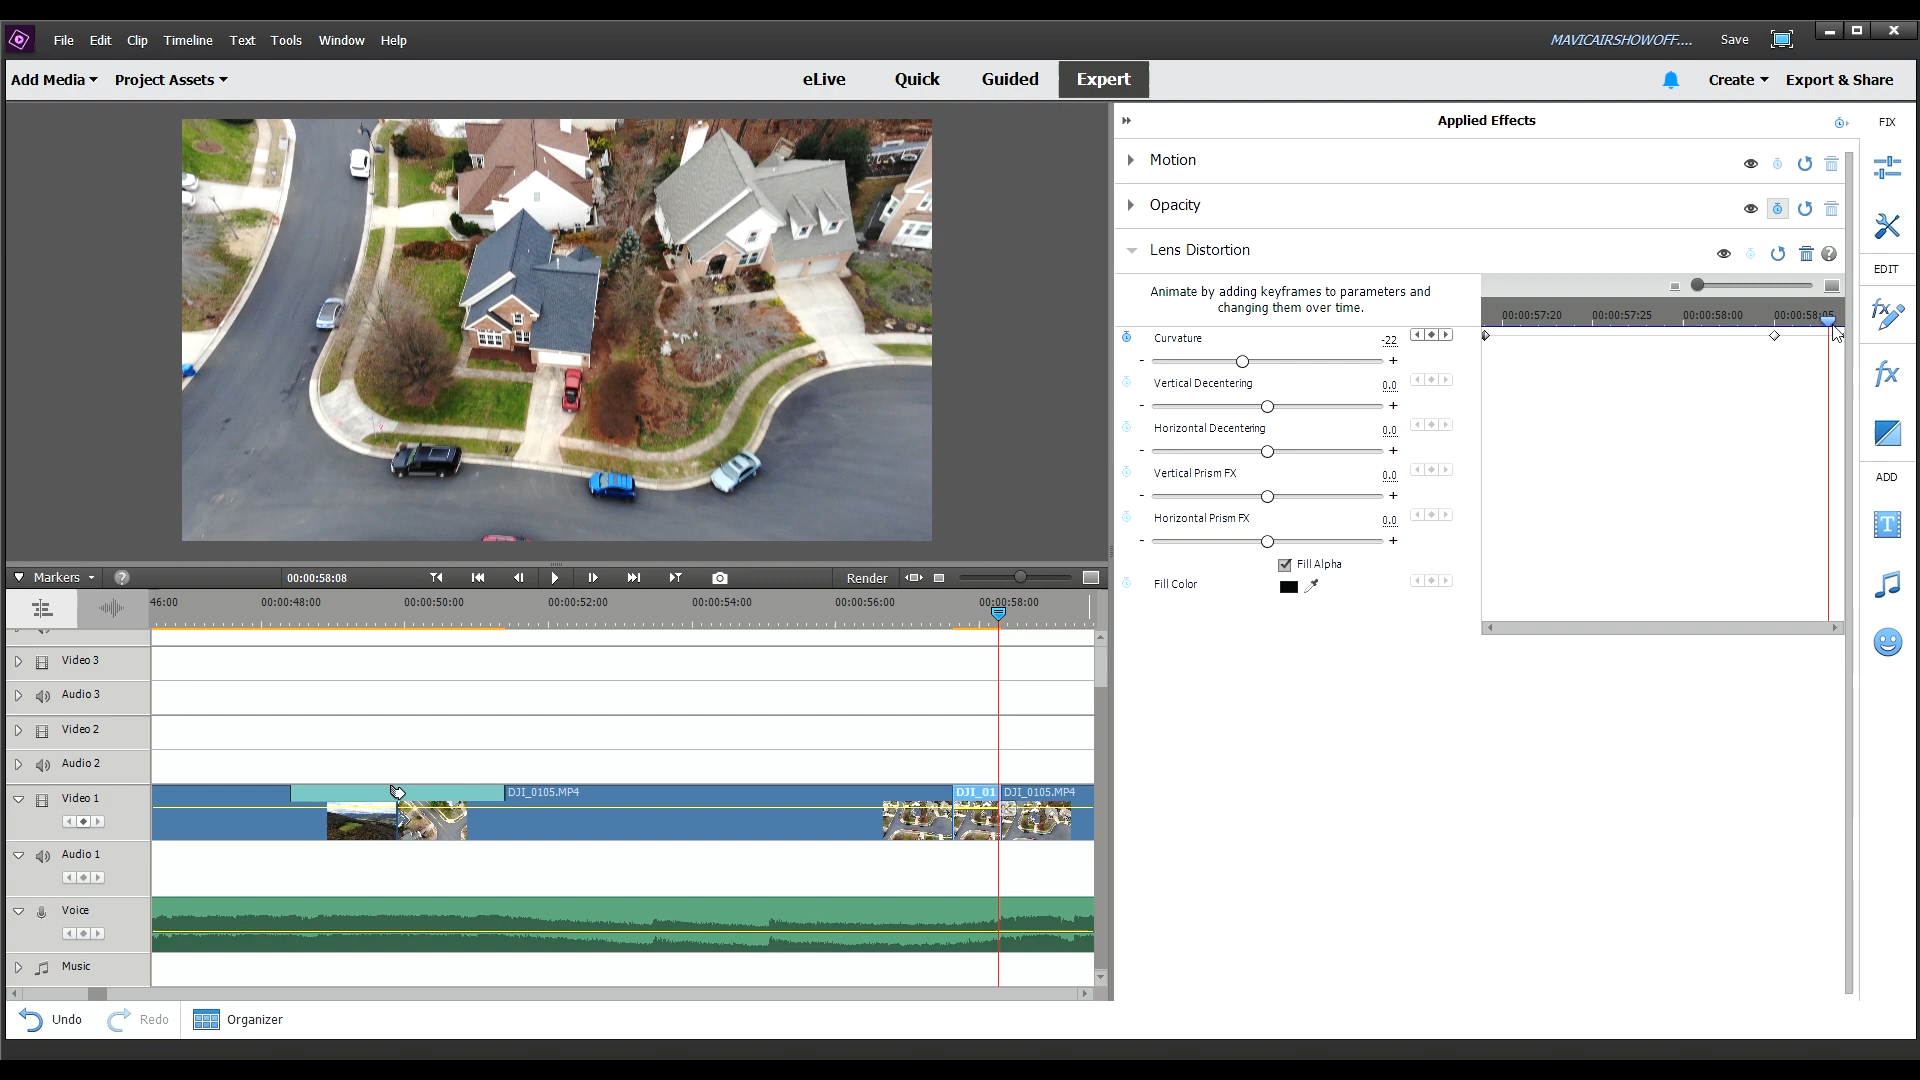 File Edit Clip Timeline Text Tools Window Help
MAVICAIRSHOWOFF.... Save
Add Media Project Assets
eLive Quick Guided Expert
Create Export & Share
Applied Effects
FIX
Motion
Opacity
Lens Distortion
EDIT
Animate by adding keyframes to parameters and
changing them over time.
00:00:57:20 00:00:57:25 00:00:58:00 00:00:58:05
Curvature -22
- +
Vertical Decentering 0.0
- +
Horizontal Decentering 0.0
- +
Vertical Prism FX 0.0
- +
Horizontal Prism FX 0.0
- +
Fill Alpha
Fill Color
ADD
Markers ? 00:00:58:08 Render
46:00 00:00:48:00 00:00:50:00 00:00:52:00 00:00:54:00 00:00:56:00 00:00:58:00
Video 3
Audio 3
Video 2
Audio 2
Video 1
DJI_0105.MP4 DJI_01 DJI_0105.MP4
Audio 1
Voice
Music
Undo Redo Organizer